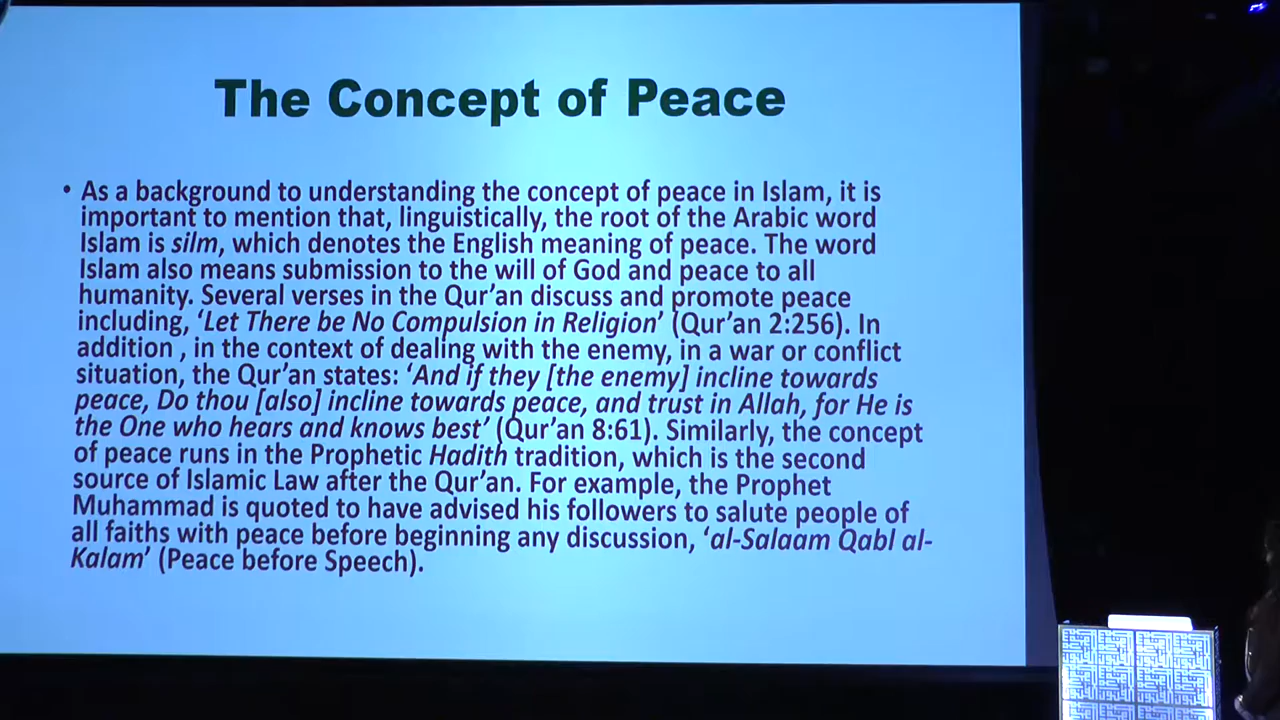 The Concept of Peace
• As a background to understanding the concept of peace in Islam, it is
important to mention that, linguistically, the root of the Arabic word
Islam is silm, which denotes the English meaning of peace. The word
Islam also means submission to the will of God and peace to all
humanity. Several verses in the Qur'an discuss and promote peace
including, ‘Let There be No Compulsion in Religion’ (Qur'an 2:256). In
addition , in the context of dealing with the enemy, in a war or conflict
situation, the Qur'an states: ‘And if they [the enemy] incline towards
peace, Do thou [also] incline towards peace, and trust in Allah, for He is
the One who hears and knows best’ (Qur'an 8:61). Similarly, the concept
of peace runs in the Prophetic Hadith tradition, which is the second
source of Islamic Law after the Qur'an. For example, the Prophet
Muhammad is quoted to have advised his followers to salute people of
all faiths with peace before beginning any discussion, ‘al-Salaam Qabl al-
Kalam’ (Peace before Speech).